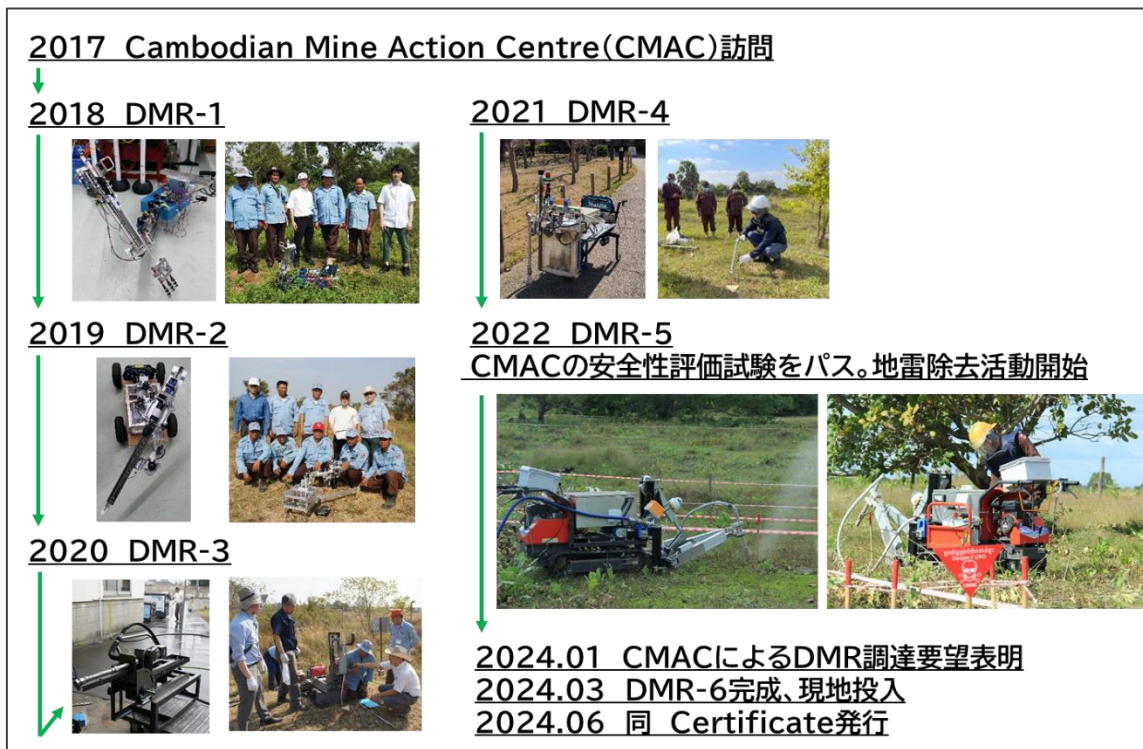 2017 Cambodian Mine Action Centre(CMAC)訪問
2018 DMR-1
2019 DMR-2
2020 DMR-3
2021 DMR-4
2022 DMR-5
CMACの安全性評価試験をパス。地雷除去活動開始
CMAC
2024.01 CMACによるDMR調達要望表明
2024.03 DMR-6完成、現地投入
2024.06 同 Certificate発行